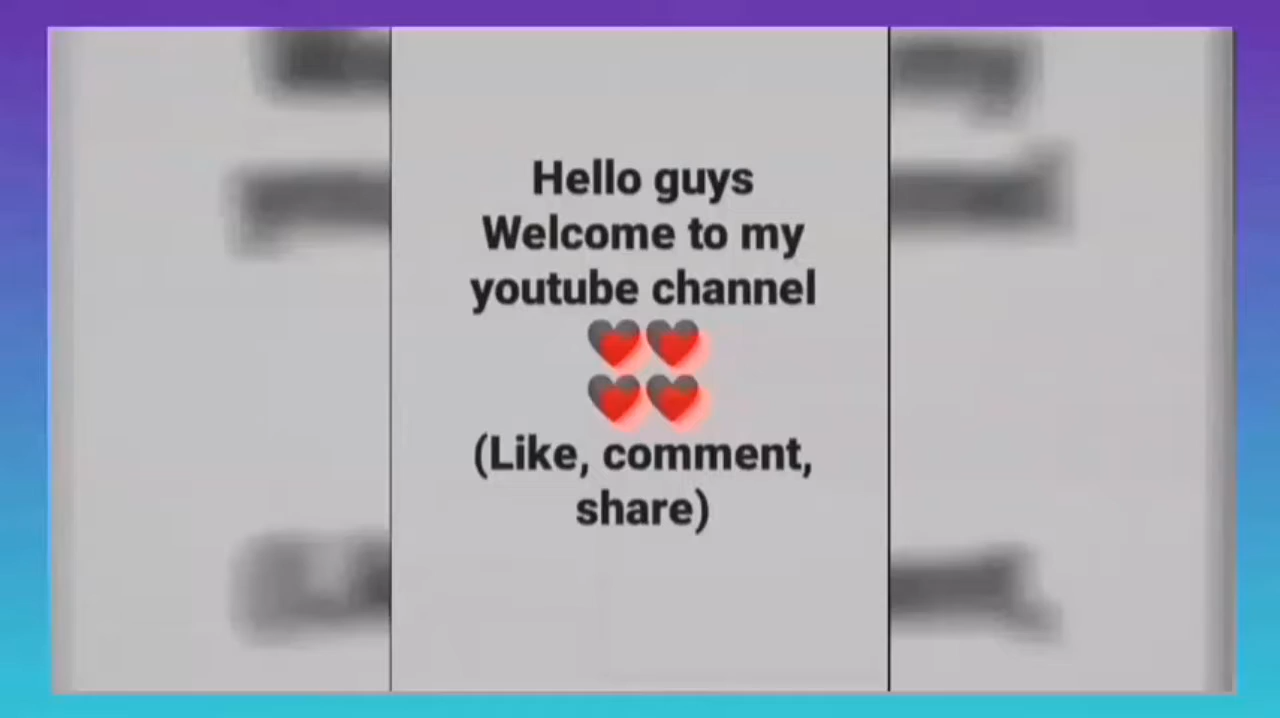 Hello guys
Welcome to my
youtube channel
❤️❤️
❤️❤️
(Like, comment,
share)